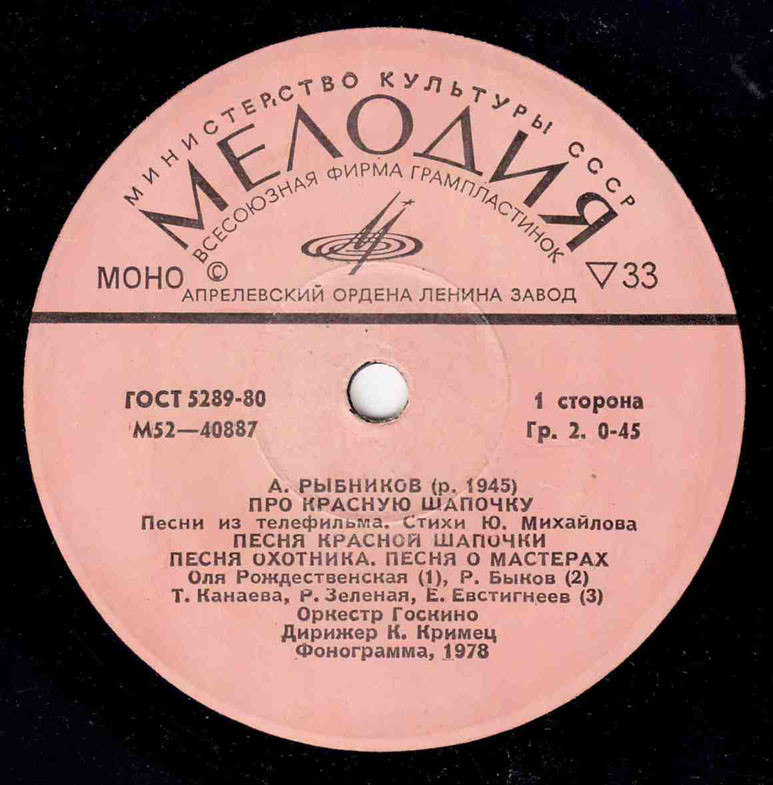 МИНИСТЕРСТВО КУЛЬТУРЫ СССР
МЕЛОДИЯ
ВСЕСОЮЗНАЯ ФИРМА ГРАМПЛАСТИНОК
МОНО © ▽33
АПРЕЛЕВСКИЙ ОРДЕНА ЛЕНИНА ЗАВОД
ГОСТ 5289-80 1 сторона
М52—40887 Гр. 2. 0-45
А. РЫБНИКОВ (р. 1945)
ПРО КРАСНУЮ ШАПОЧКУ
Песни из телефильма. Стихи Ю. Михайлова
ПЕСНЯ КРАСНОЙ ШАПОЧКИ
ПЕСНЯ ОХОТНИКА. ПЕСНЯ О МАСТЕРАХ
Оля Рождественская (1), Р. Быков (2)
Т. Канаева, Р. Зеленая, Е. Евстигнеев (3)
Оркестр Госкино
Дирижер К. Кримец
Фонограмма, 1978